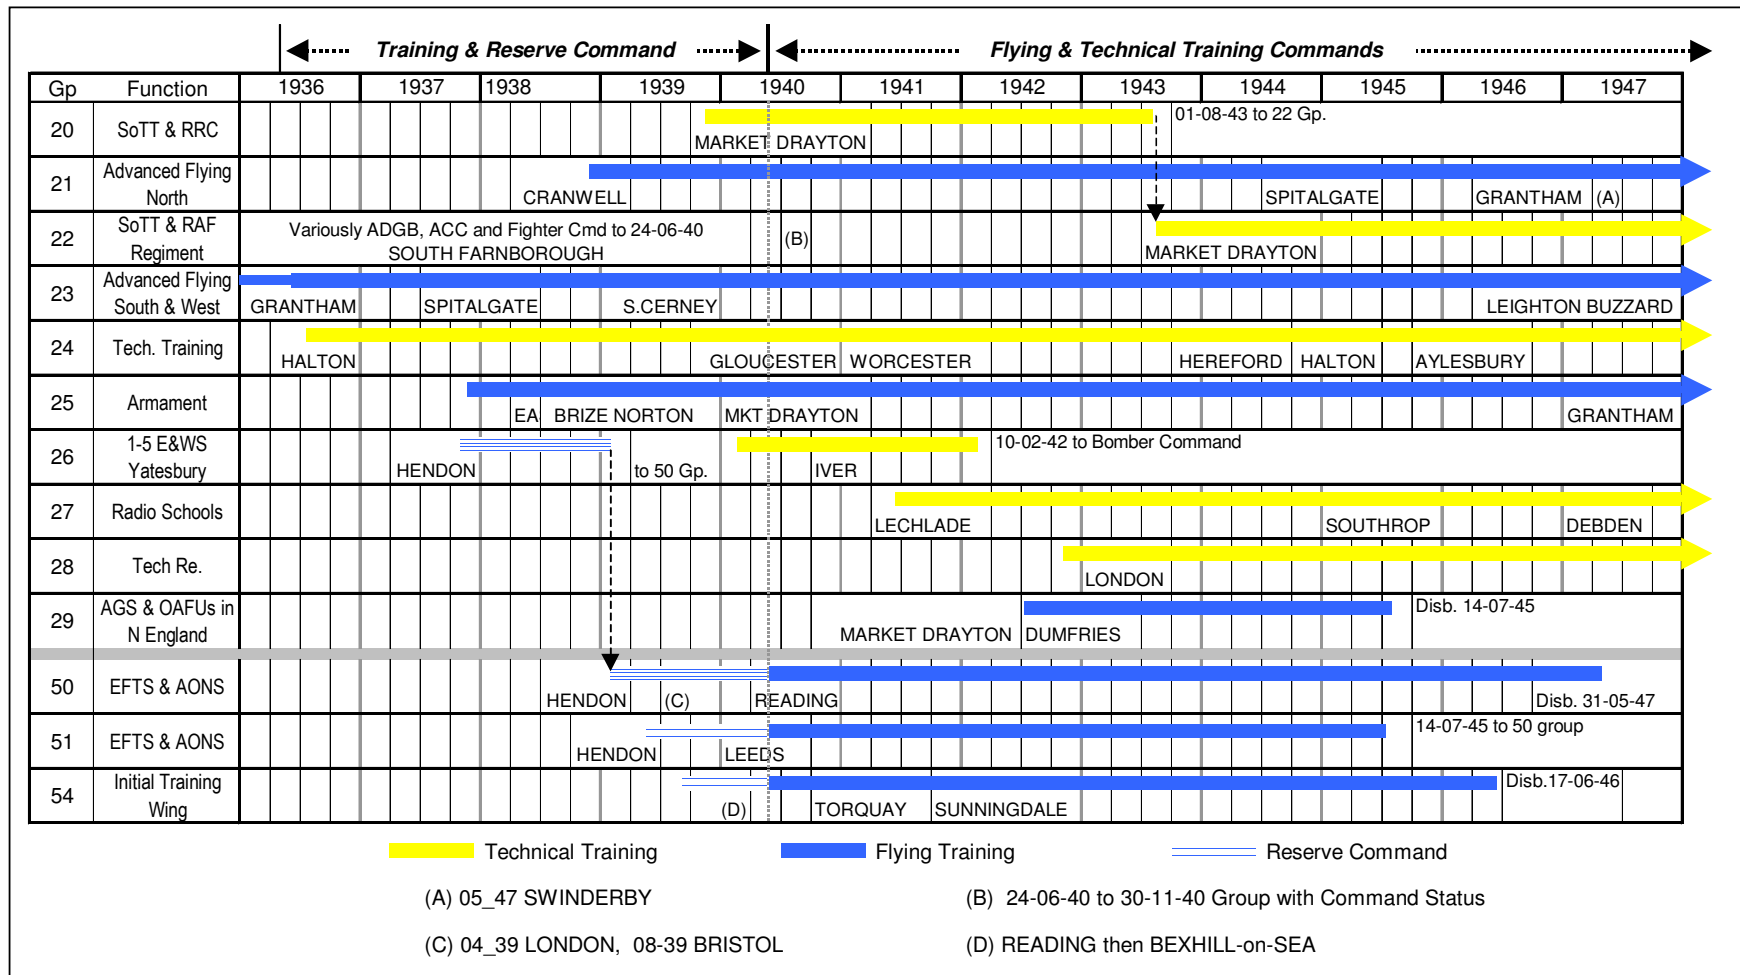 Training & Reserve Command Flying & Technical Training Commands
Gp Function 1936 1937 1938 1939 1940 1941 1942 1943 1944 1945 1946 1947
20 SoTT & RRC 01-08-43 to 22 Gp.
MARKET DRAYTON
21 Advanced Flying
North CRANWELL SPITALGATE GRANTHAM (A)
22 SoTT & RAF
Regiment
Variously ADGB, ACC and Fighter Cmd to 24-06-40 (B)
SOUTH FARNBOROUGH MARKET DRAYTON
23 Advanced Flying
South & West GRANTHAM SPITALGATE S.CERNEY LEIGHTON BUZZARD
24 Tech. Training
HALTON GLOUCESTER WORCESTER HEREFORD HALTON AYLESBURY
25 Armament
EA BRIZE NORTON MKT DRAYTON GRANTHAM
26 1-5 E&WS
Yatesbury
10-02-42 to Bomber Command
HENDON to 50 Gp. IVER
27 Radio Schools
LECHLADE SOUTHROP DEBDEN
28 Tech Re.
LONDON
29 AGS & OAFUs in
N England
Disb. 14-07-45
MARKET DRAYTON DUMFRIES
50 EFTS & AONS
HENDON (C) READING Disb. 31-05-47
51 EFTS & AONS 14-07-45 to 50 group
HENDON LEEDS
54 Initial Training
Wing
Disb.17-06-46
(D) TORQUAY SUNNINGDALE
Technical Training Flying Training Reserve Command
(A) 05_47 SWINDERBY (B) 24-06-40 to 30-11-40 Group with Command Status
(C) 04_39 LONDON, 08-39 BRISTOL (D) READING then BEXHILL-on-SEA